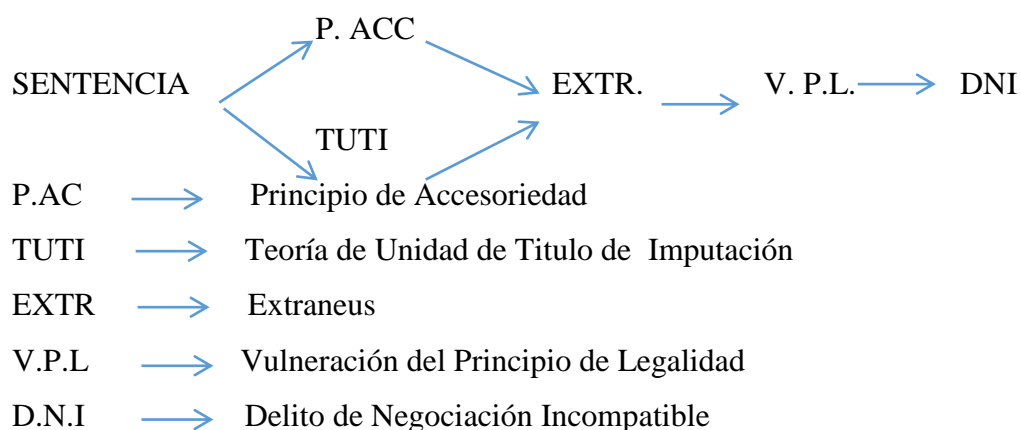 P. ACC
SENTENCIA EXTR. V. P.L. DNI
TUTI
P.AC Principio de Accesoriedad
TUTI Teoría de Unidad de Titulo de Imputación
EXTR Extraneus
V.P.L Vulneración del Principio de Legalidad
D.N.I Delito de Negociación Incompatible